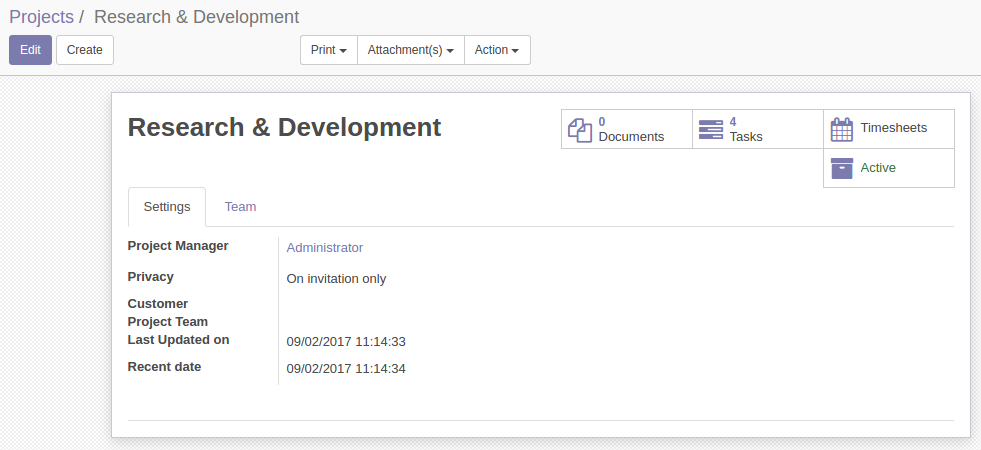 Projects / Research & Development
Edit Create Print Attachment(s) Action
Research & Development
0 Documents
4 Tasks
Timesheets
Active
Settings Team
Project Manager Administrator
Privacy On invitation only
Customer
Project Team
Last Updated on 09/02/2017 11:14:33
Recent date 09/02/2017 11:14:34